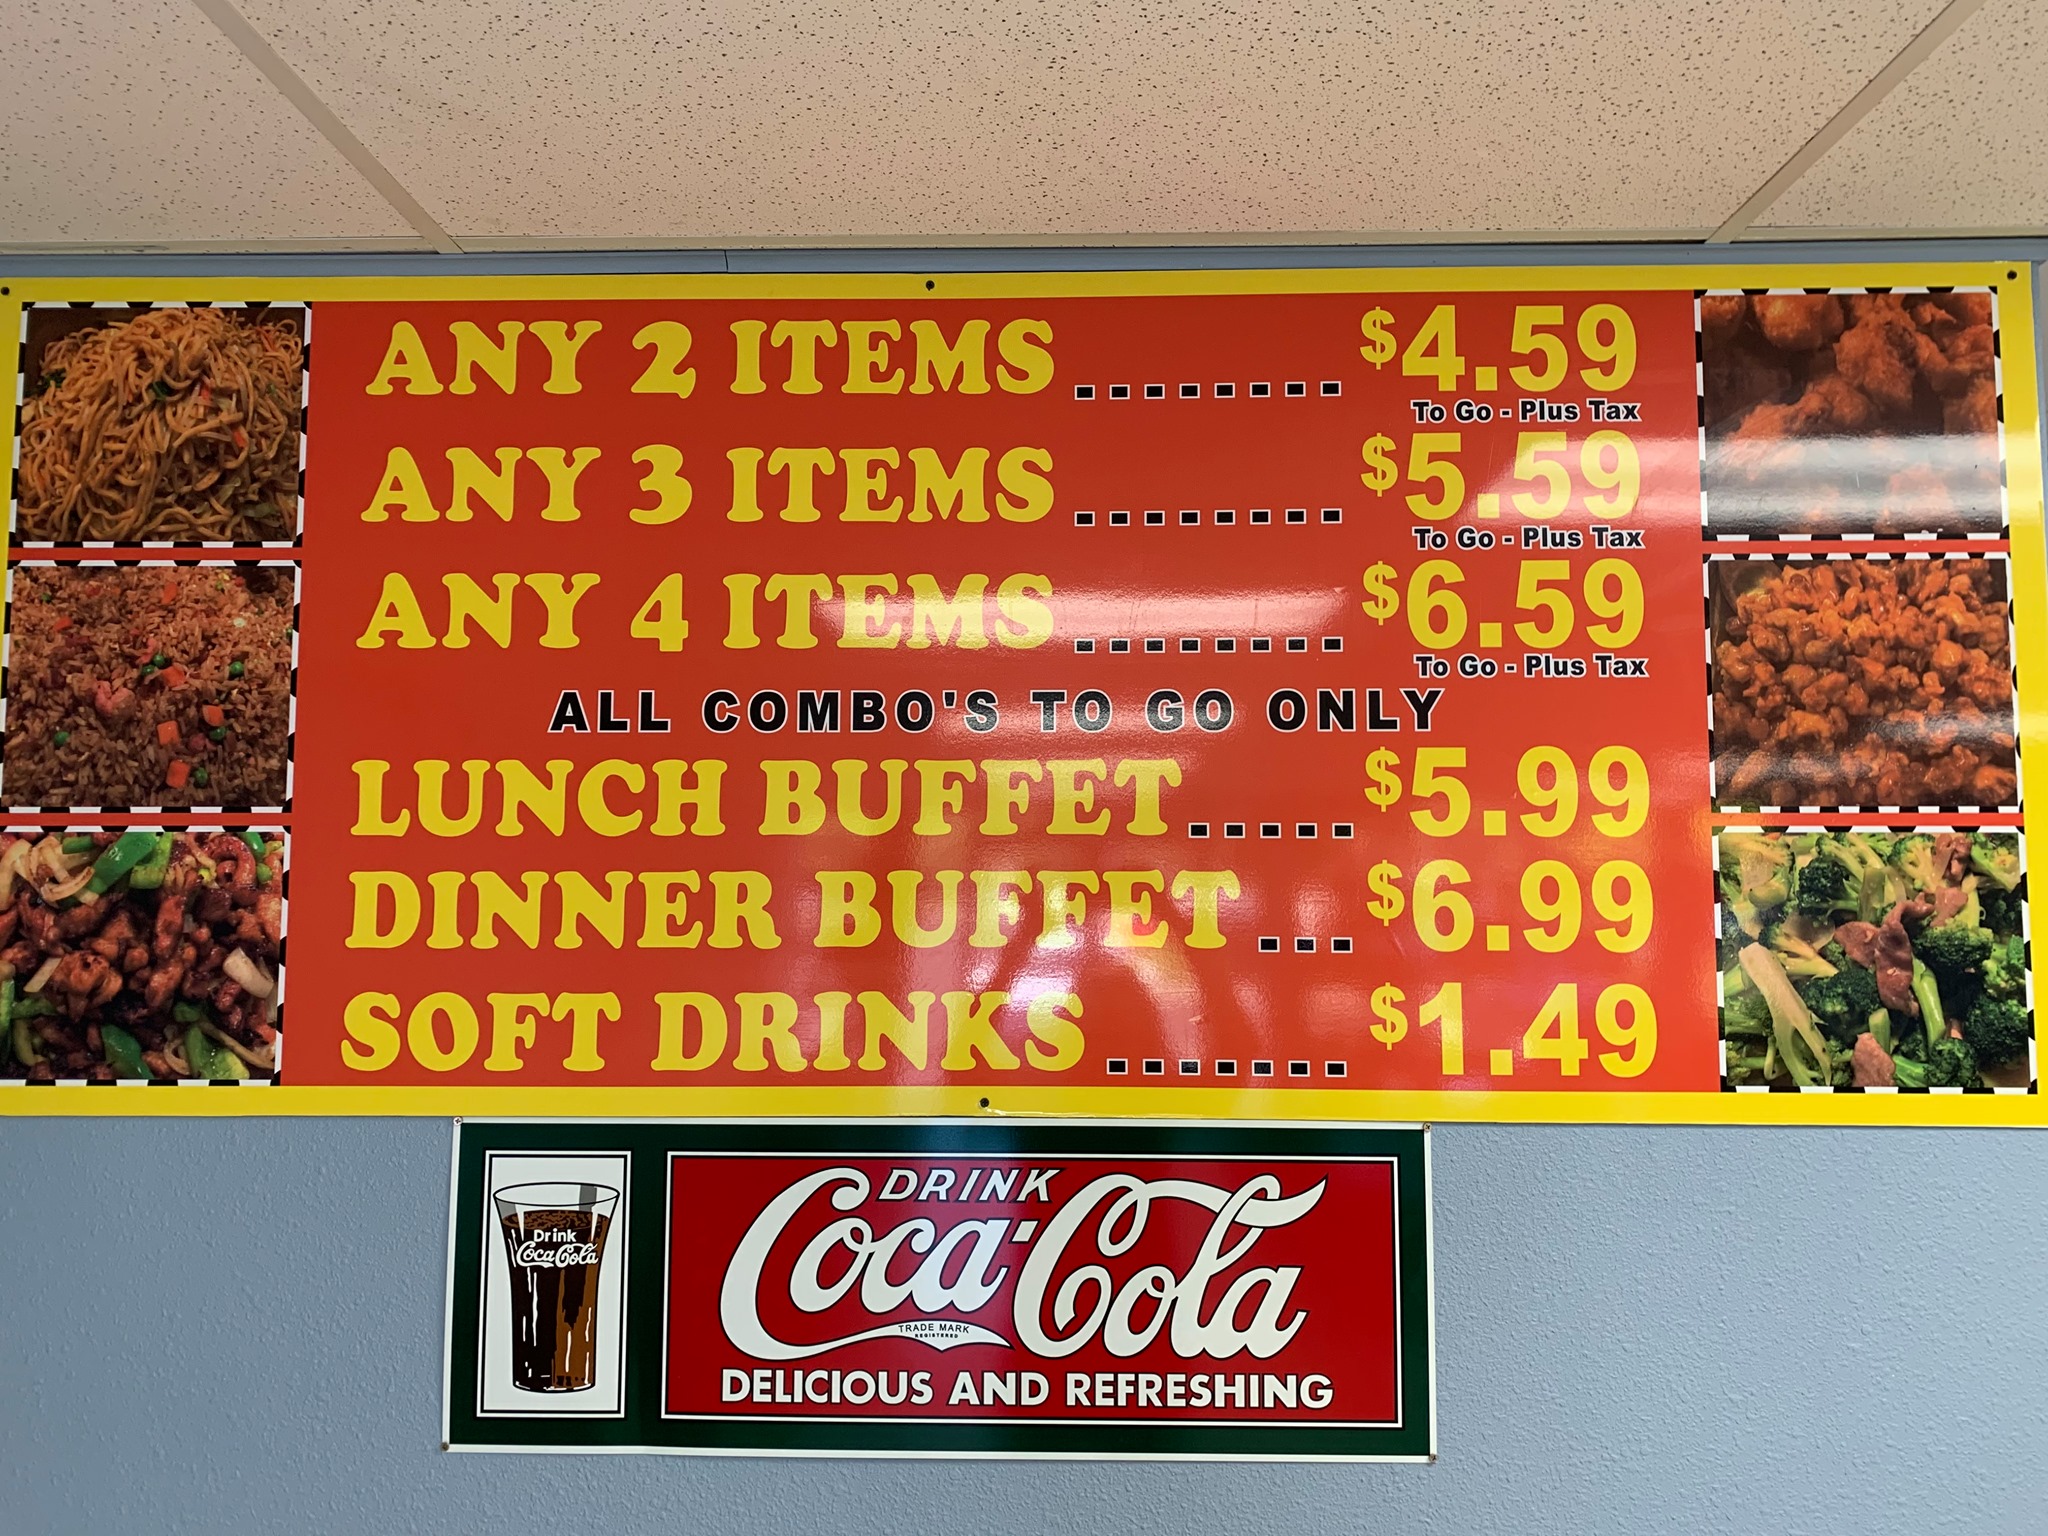 ANY 2 ITEMS ........ $4.59
To Go - Plus Tax
ANY 3 ITEMS ........ $5.59
To Go - Plus Tax
ANY 4 ITEMS ........ $6.59
To Go - Plus Tax
ALL COMBO'S TO GO ONLY
LUNCH BUFFET ..... $5.99
DINNER BUFFET ... $6.99
SOFT DRINKS ....... $1.49
Drink
Coca-Cola
DRINK
Coca-Cola
TRADE MARK
REGISTERED
DELICIOUS AND REFRESHING